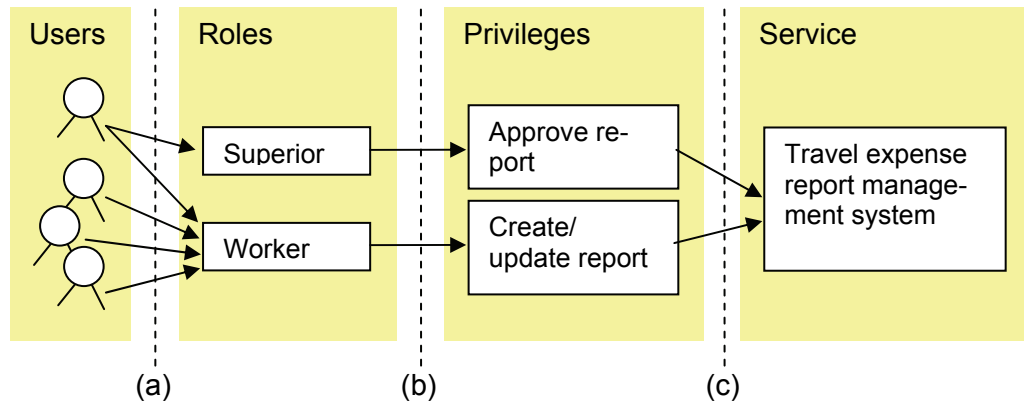 Users
Roles
Privileges
Service
Superior
Worker
Approve re-
port
Create/
update report
Travel expense
report manage-
ment system
(a)
(b)
(c)